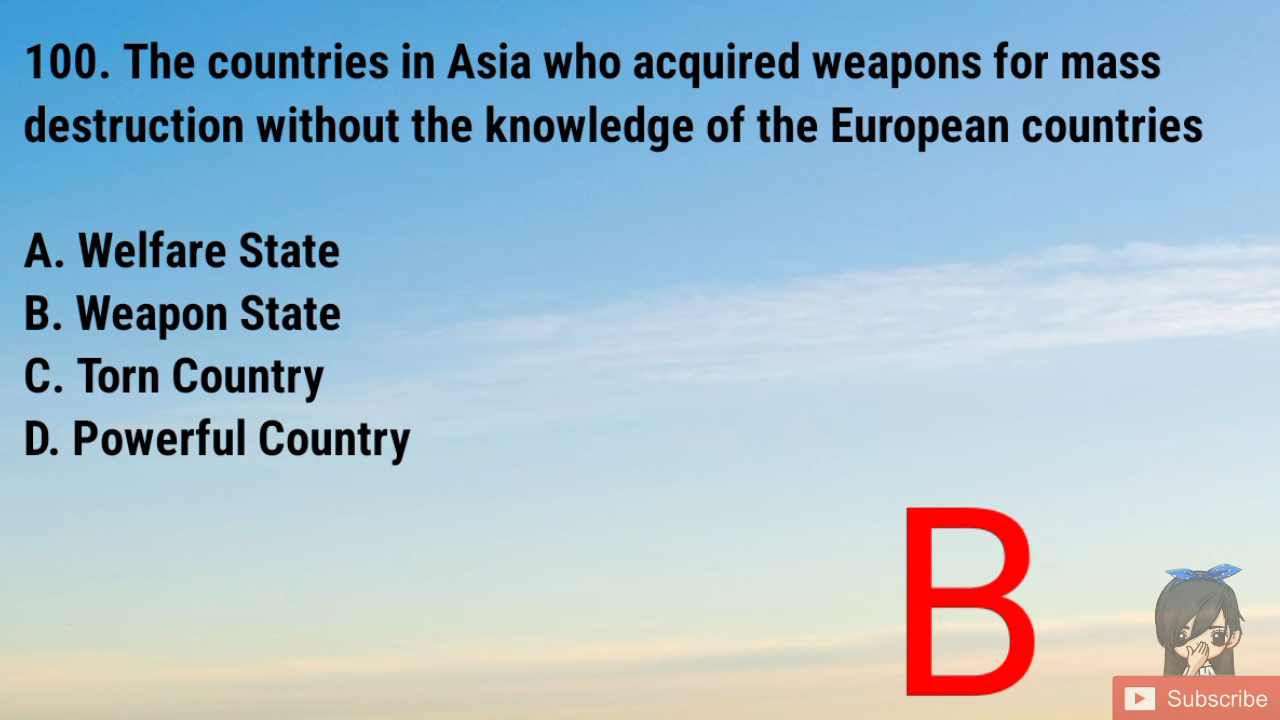 100. The countries in Asia who acquired weapons for mass
destruction without the knowledge of the European countries
A. Welfare State
B. Weapon State
C. Torn Country
D. Powerful Country
B
Subscribe